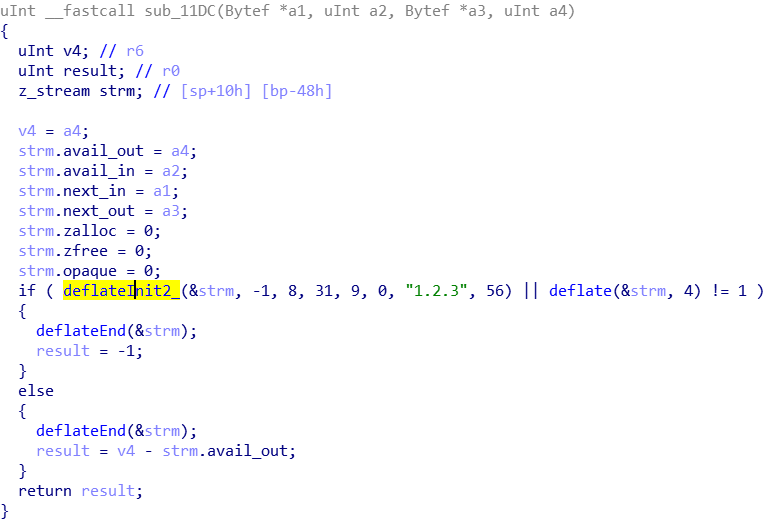 uInt __fastcall sub_11DC(Bytef *a1, uInt a2, Bytef *a3, uInt a4)
{
  uInt v4; // r6
  uInt result; // r0
  z_stream strm; // [sp+10h] [bp-48h]

  v4 = a4;
  strm.avail_out = a4;
  strm.avail_in = a2;
  strm.next_in = a1;
  strm.next_out = a3;
  strm.zalloc = 0;
  strm.zfree = 0;
  strm.opaque = 0;
  if ( deflateInit2_(&strm, -1, 8, 31, 9, 0, "1.2.3", 56) || deflate(&strm, 4) != 1 )
  {
    deflateEnd(&strm);
    result = -1;
  }
  else
  {
    deflateEnd(&strm);
    result = v4 - strm.avail_out;
  }
  return result;
}